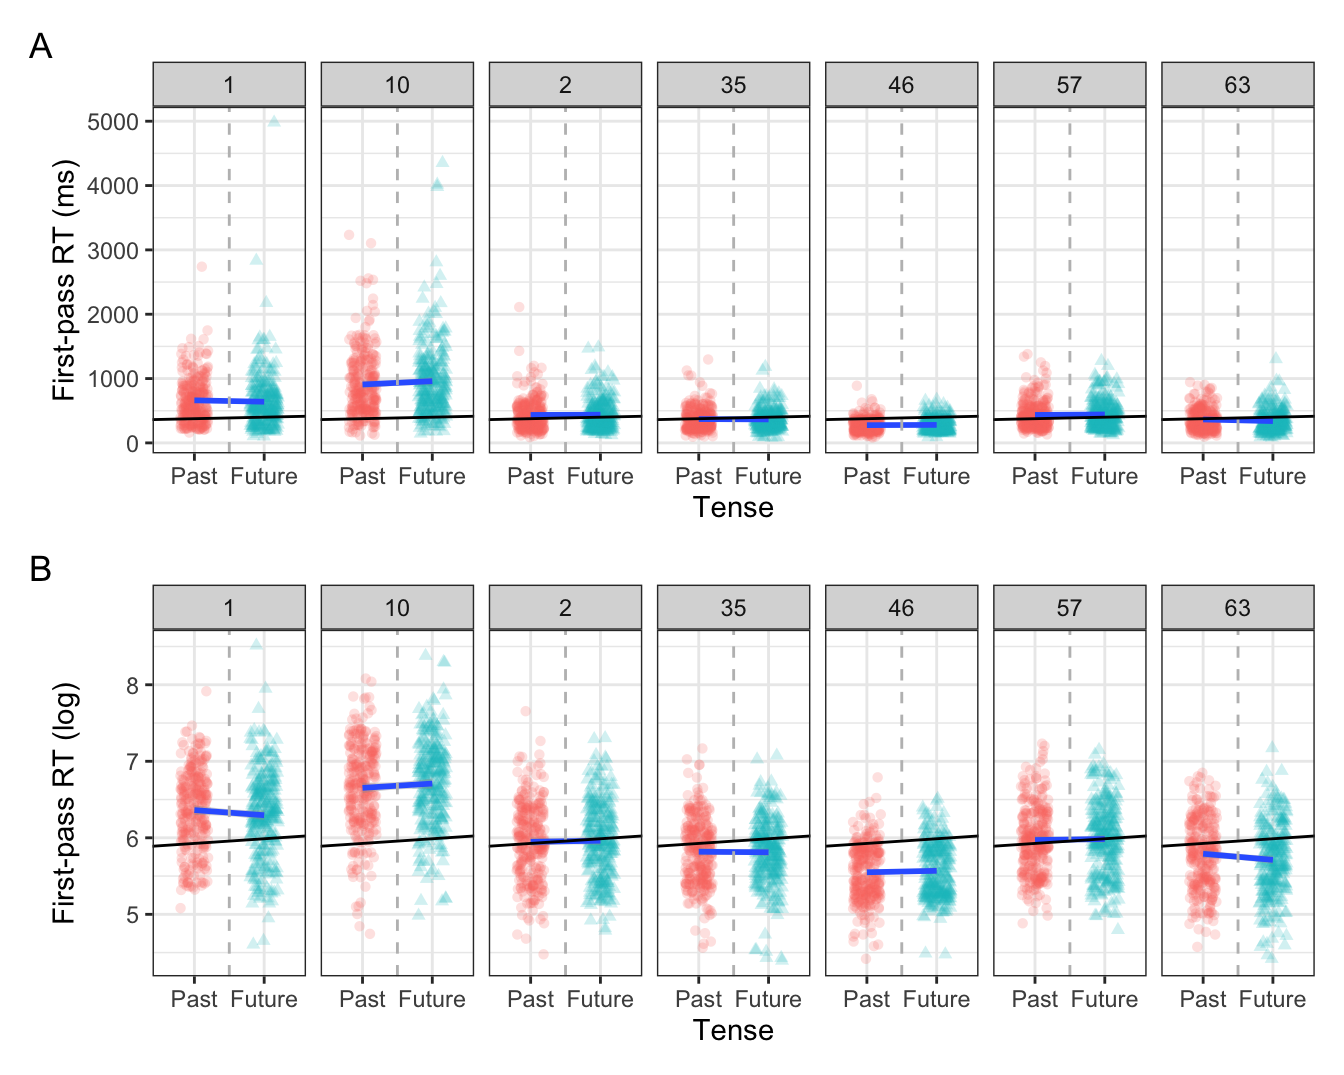 A
1 10 2 35 46 57 63
First-pass RT (ms)
5000
4000
3000
2000
1000
0
Past Future Past Future Past Future Past Future Past Future Past Future Past Future
Tense
B
1 10 2 35 46 57 63
First-pass RT (log)
8
7
6
5
Past Future Past Future Past Future Past Future Past Future Past Future Past Future
Tense